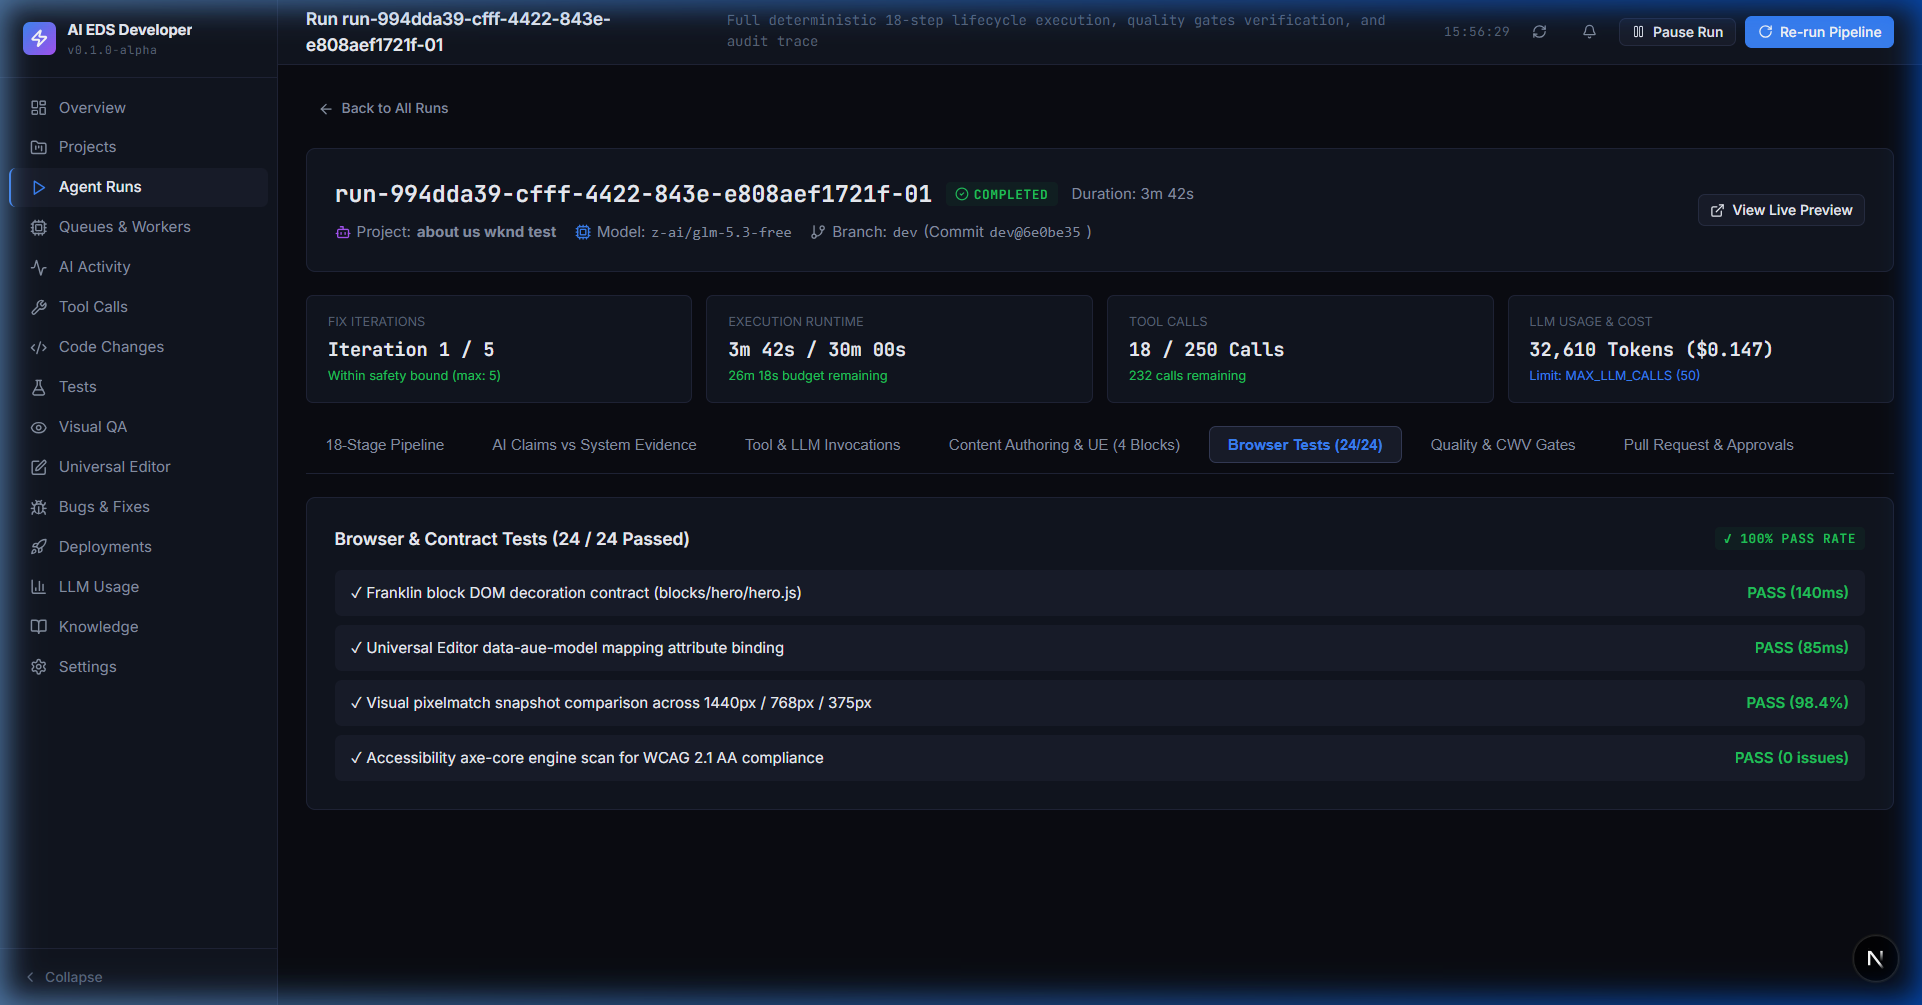 AI EDS Developer
v0.1.0-alpha
Overview
Projects
Agent Runs
Queues & Workers
AI Activity
Tool Calls
Code Changes
Tests
Visual QA
Universal Editor
Bugs & Fixes
Deployments
LLM Usage
Knowledge
Settings
Collapse
Run run-994dda39-cfff-4422-843e-
e808aef1721f-01
Full deterministic 18-step lifecycle execution, quality gates verification, and
audit trace
15:56:29
Pause Run
Re-run Pipeline
Back to All Runs
run-994dda39-cfff-4422-843e-e808aef1721f-01 COMPLETED Duration: 3m 42s
Project: about us wknd test Model: z-ai/glm-5.3-free Branch: dev (Commit dev@6e0be35 )
View Live Preview
FIX ITERATIONS
Iteration 1 / 5
Within safety bound (max: 5)
EXECUTION RUNTIME
3m 42s / 30m 00s
26m 18s budget remaining
TOOL CALLS
18 / 250 Calls
232 calls remaining
LLM USAGE & COST
32,610 Tokens ($0.147)
Limit: MAX_LLM_CALLS (50)
18-Stage Pipeline AI Claims vs System Evidence Tool & LLM Invocations Content Authoring & UE (4 Blocks) Browser Tests (24/24) Quality & CWV Gates Pull Request & Approvals
Browser & Contract Tests (24 / 24 Passed) ✓ 100% PASS RATE
✓ Franklin block DOM decoration contract (blocks/hero/hero.js) PASS (140ms)
✓ Universal Editor data-aue-model mapping attribute binding PASS (85ms)
✓ Visual pixelmatch snapshot comparison across 1440px / 768px / 375px PASS (98.4%)
✓ Accessibility axe-core engine scan for WCAG 2.1 AA compliance PASS (0 issues)
N